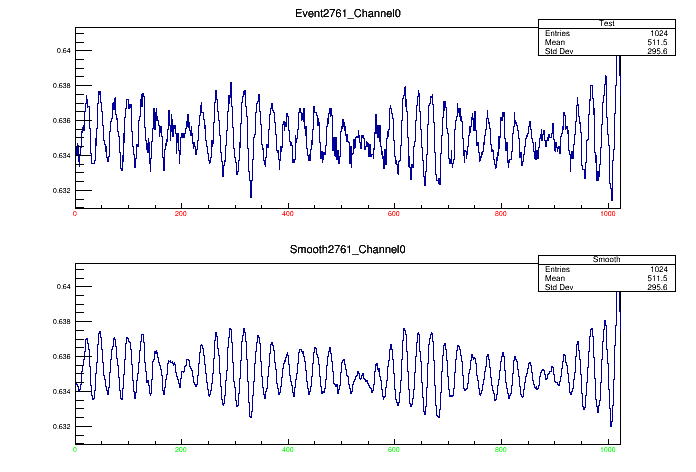 Event2761_Channel0
Test
Entries 1024
Mean 511.5
Std Dev 295.6
0.64
0.638
0.636
0.634
0.632
0 200 400 600 800 1000
Smooth2761_Channel0
Smooth
Entries 1024
Mean 511.5
Std Dev 295.6
0.64
0.638
0.636
0.634
0.632
0 200 400 600 800 1000